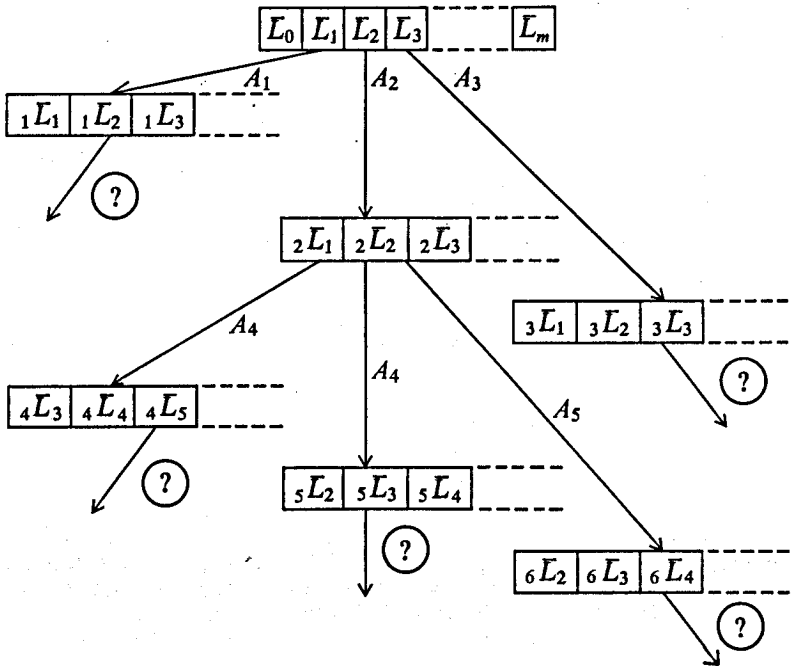 L₀ L₁ L₂ L₃ Lₘ
A₁ A₂ A₃
₁L₁ ₁L₂ ₁L₃
?
₂L₁ ₂L₂ ₂L₃
₃L₁ ₃L₂ ₃L₃
A₄
A₄
?
₄L₃ ₄L₄ ₄L₅
A₅
?
₅L₂ ₅L₃ ₅L₄
?
₆L₂ ₆L₃ ₆L₄
?